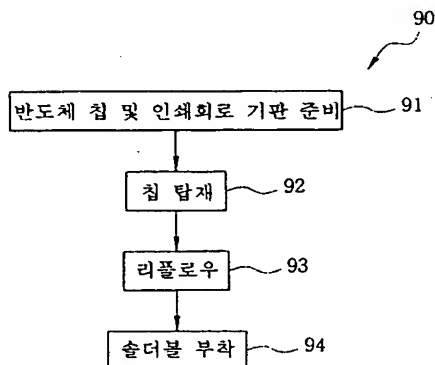 90
반도체 칩 및 인쇄회로 기판 준비 91
칩 탑재 92
리플로우 93
솔더볼 부착 94